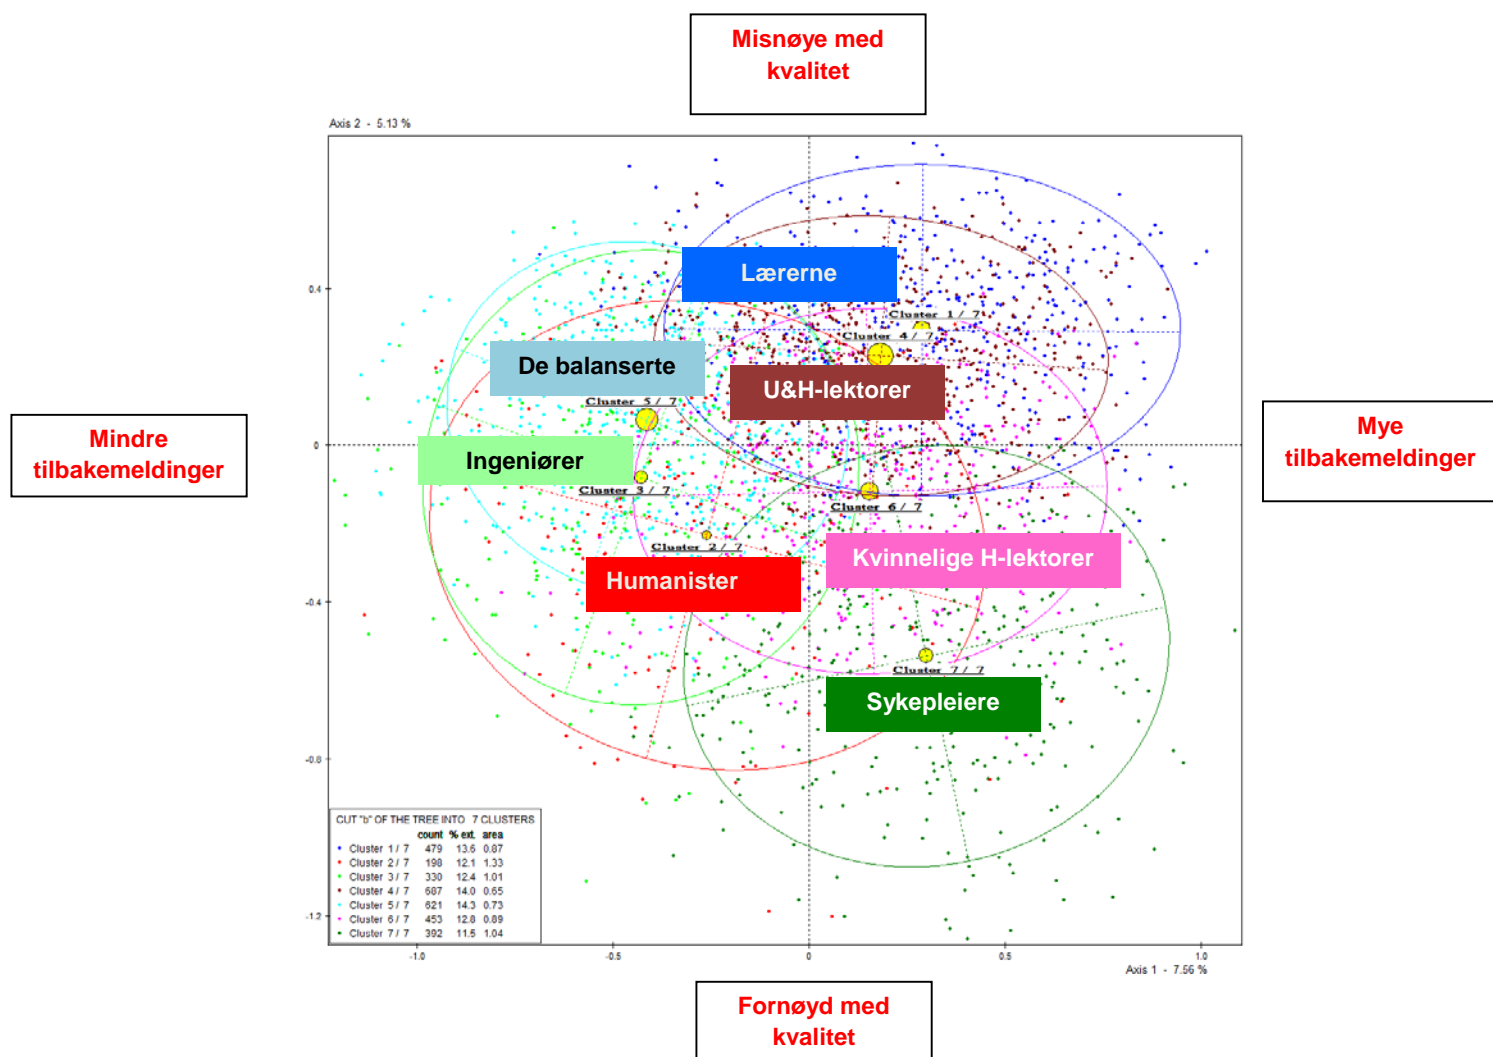 Misnøye med
kvalitet
Axis 2 - 5.13 %
Lærerne
0.4
Cluster 1 / 7
Cluster 4 / 7
De balanserte
U&H-lektorer
Cluster 5 / 7
Mindre
tilbakemeldinger
Mye
tilbakemeldinger
0
Ingeniører
Cluster 3 / 7
Cluster 6 / 7
Cluster 2 / 7
Kvinnelige H-lektorer
Humanister
-0.4
Cluster 7 / 7
Sykepleiere
-0.8
CUT "b" OF THE TREE INTO 7 CLUSTERS
count % ext. area
Cluster 1 / 7 479 13.6 0.87
Cluster 2 / 7 198 12.1 1.33
Cluster 3 / 7 330 12.4 1.01
Cluster 4 / 7 687 14.0 0.65
Cluster 5 / 7 621 14.3 0.73
Cluster 6 / 7 453 12.8 0.89
Cluster 7 / 7 392 11.5 1.04
-1.2
-1.0 -0.5 0 0.5 1.0
Axis 1 - 7.56 %
Fornøyd med
kvalitet